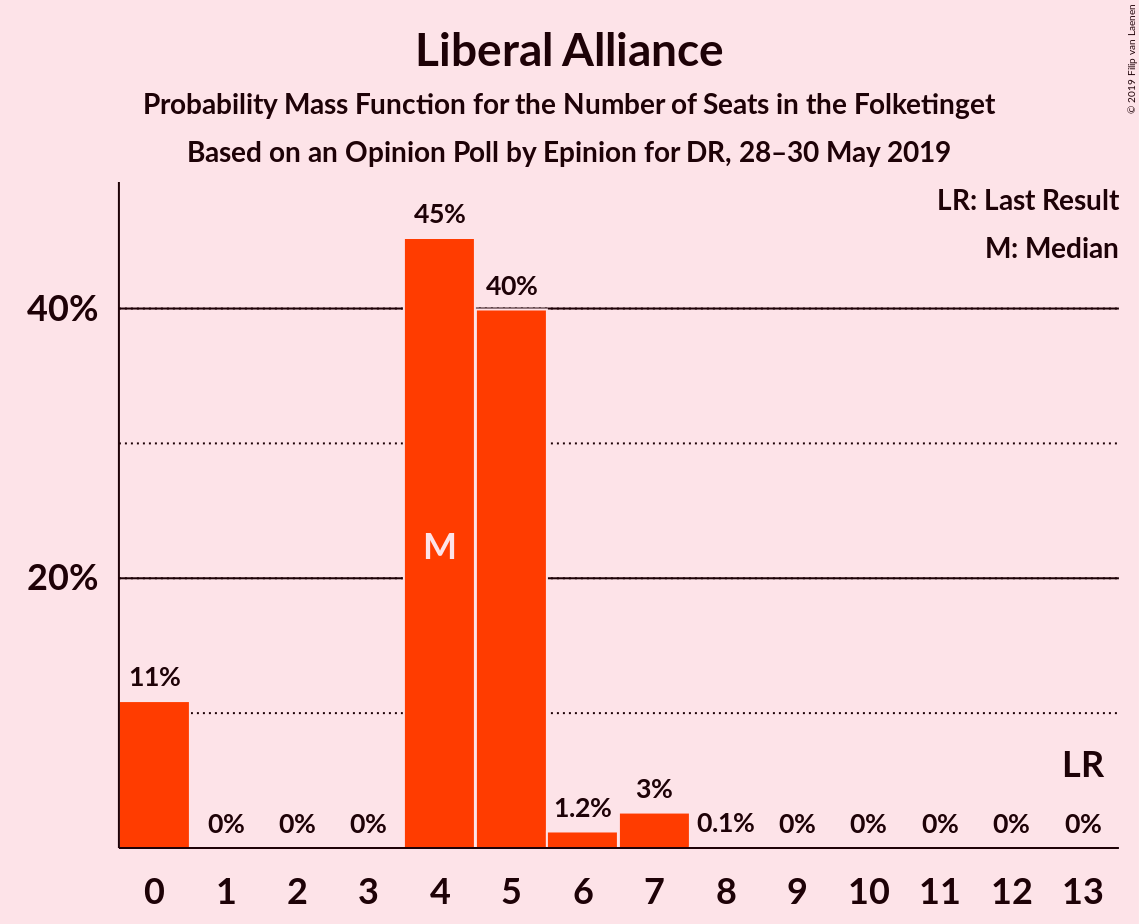 Liberal Alliance
Probability Mass Function for the Number of Seats in the Folketinget
Based on an Opinion Poll by Epinion for DR, 28–30 May 2019
© 2019 Filip van Laenen
LR: Last Result
M: Median
45%
40%
40%
M
20%
11%
LR
3%
1.2%
0%
0%
0%
0.1%
0%
0%
0%
0%
0%
0 1 2 3 4 5 6 7 8 9 10 11 12 13